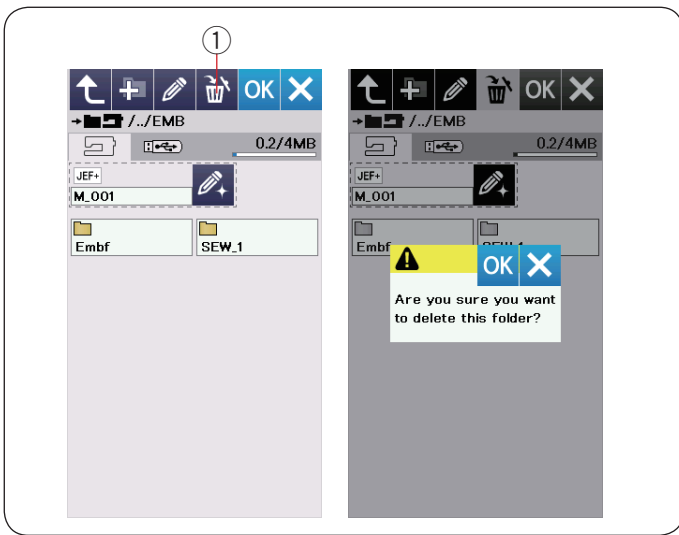 1
OK
/../EMB
0.2/4MB
JEF+
M_001
Embf
SEW_1
OK
/../EMB
0.2/4MB
JEF+
M_001
Embf
OK
Are you sure you want
to delete this folder?